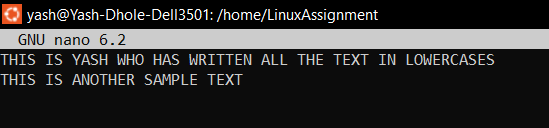 yash@Yash-Dhole-Dell3501: /home/LinuxAssignment
GNU nano 6.2
THIS IS YASH WHO HAS WRITTEN ALL THE TEXT IN LOWERCASES
THIS IS ANOTHER SAMPLE TEXT